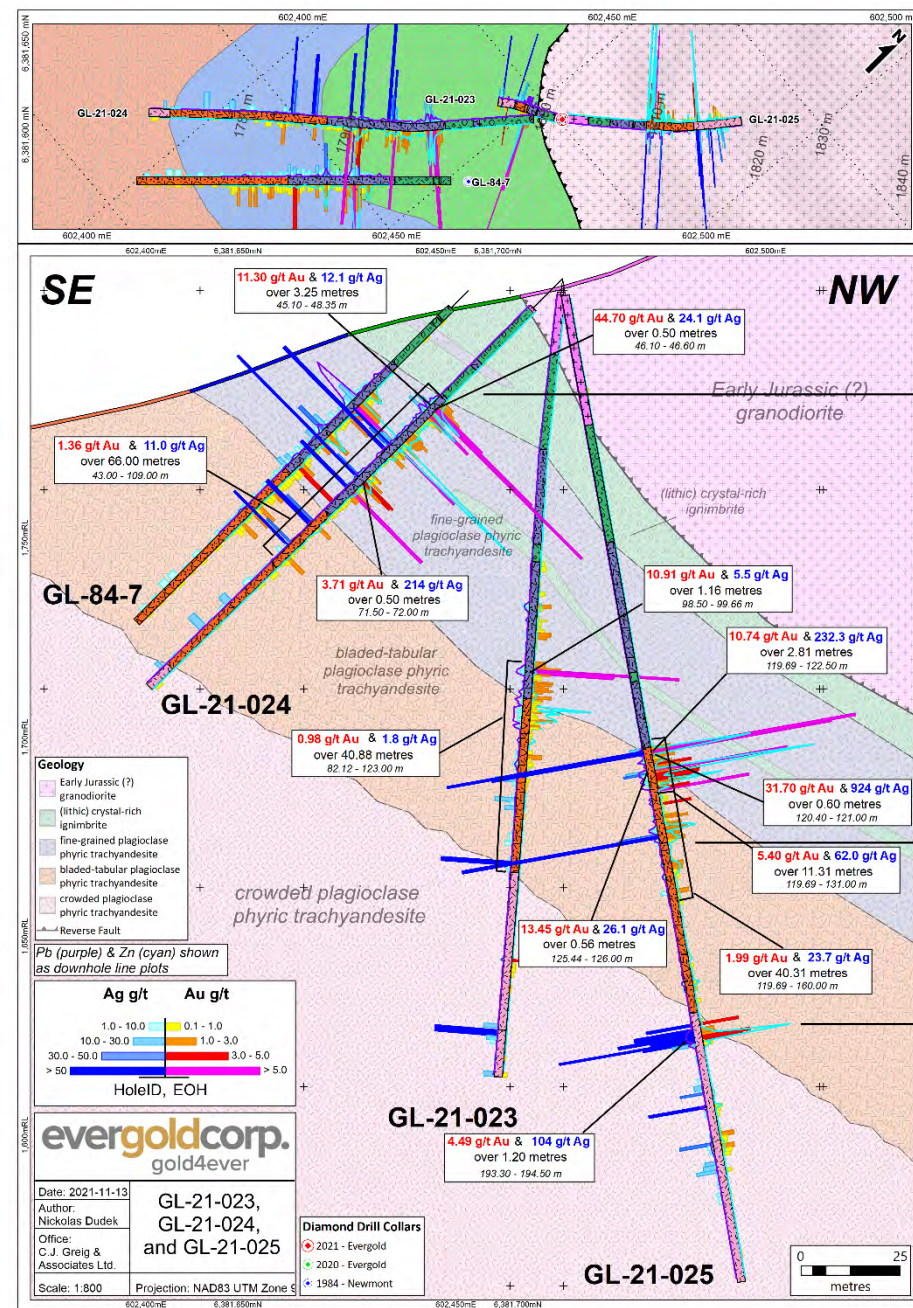 602,400 mE
602,450 mE
602,500 mE
6,381,650 mN
6,381,600 mN
N
GL-21-024
GL-21-023
GL-21-025
GL-84-7
1820 m
1830 m
1840 m
602,400 mE
602,450 mE
602,500 mE
602,400mE
6,381,650mN
602,450mE
6,381,700mN
602,500mE
SE
NW
11.30 g/t Au & 12.1 g/t Ag
over 3.25 metres
45.10 - 48.35 m
44.70 g/t Au & 24.1 g/t Ag
over 0.50 metres
46.10 - 46.60 m
Early Jurassic (?)
granodiorite
1.36 g/t Au & 11.0 g/t Ag
over 66.00 metres
43.00 - 109.00 m
(lithic) crystal-rich
ignimbrite
fine-grained
plagioclase phyric
trachyandesite
1,750mRL
GL-84-7
3.71 g/t Au & 214 g/t Ag
over 0.50 metres
71.50 - 72.00 m
10.91 g/t Au & 5.5 g/t Ag
over 1.16 metres
98.50 - 99.66 m
10.74 g/t Au & 232.3 g/t Ag
over 2.81 metres
119.69 - 122.50 m
bladed-tabular
plagioclase phyric
trachyandesite
GL-21-024
0.98 g/t Au & 1.8 g/t Ag
over 40.88 metres
82.12 - 123.00 m
1,700mRL
31.70 g/t Au & 924 g/t Ag
over 0.60 metres
120.40 - 121.00 m
Geology
Early Jurassic (?)
granodiorite
(lithic) crystal-rich
ignimbrite
fine-grained plagioclase
phyric trachyandesite
bladed-tabular plagioclase
phyric trachyandesite
crowded plagioclase
phyric trachyandesite
Reverse Fault
5.40 g/t Au & 62.0 g/t Ag
over 11.31 metres
119.69 - 131.00 m
crowded plagioclase
phyric trachyandesite
13.45 g/t Au & 26.1 g/t Ag
over 0.56 metres
125.44 - 126.00 m
1.99 g/t Au & 23.7 g/t Ag
over 40.31 metres
119.69 - 160.00 m
1,650mRL
Pb (purple) & Zn (cyan) shown
as downhole line plots
Ag g/t Au g/t
1.0 - 10.0 0.1 - 1.0
10.0 - 30.0 1.0 - 3.0
30.0 - 50.0 3.0 - 5.0
> 50 > 5.0
HoleID, EOH
GL-21-023
4.49 g/t Au & 104 g/t Ag
over 1.20 metres
193.30 - 194.50 m
1,600mRL
evergoldcorp.
gold4ever
Date: 2021-11-13
Author:
Nickolas Dudek
Office:
C.J. Greig &
Associates Ltd.
Scale: 1:800
GL-21-023,
GL-21-024,
and GL-21-025
Projection: NAD83 UTM Zone 9
Diamond Drill Collars
2021 - Evergold
2020 - Evergold
1984 - Newmont
GL-21-025
0 25
metres
602,400mE
6,381,650mN
602,450mE
6,381,700mN